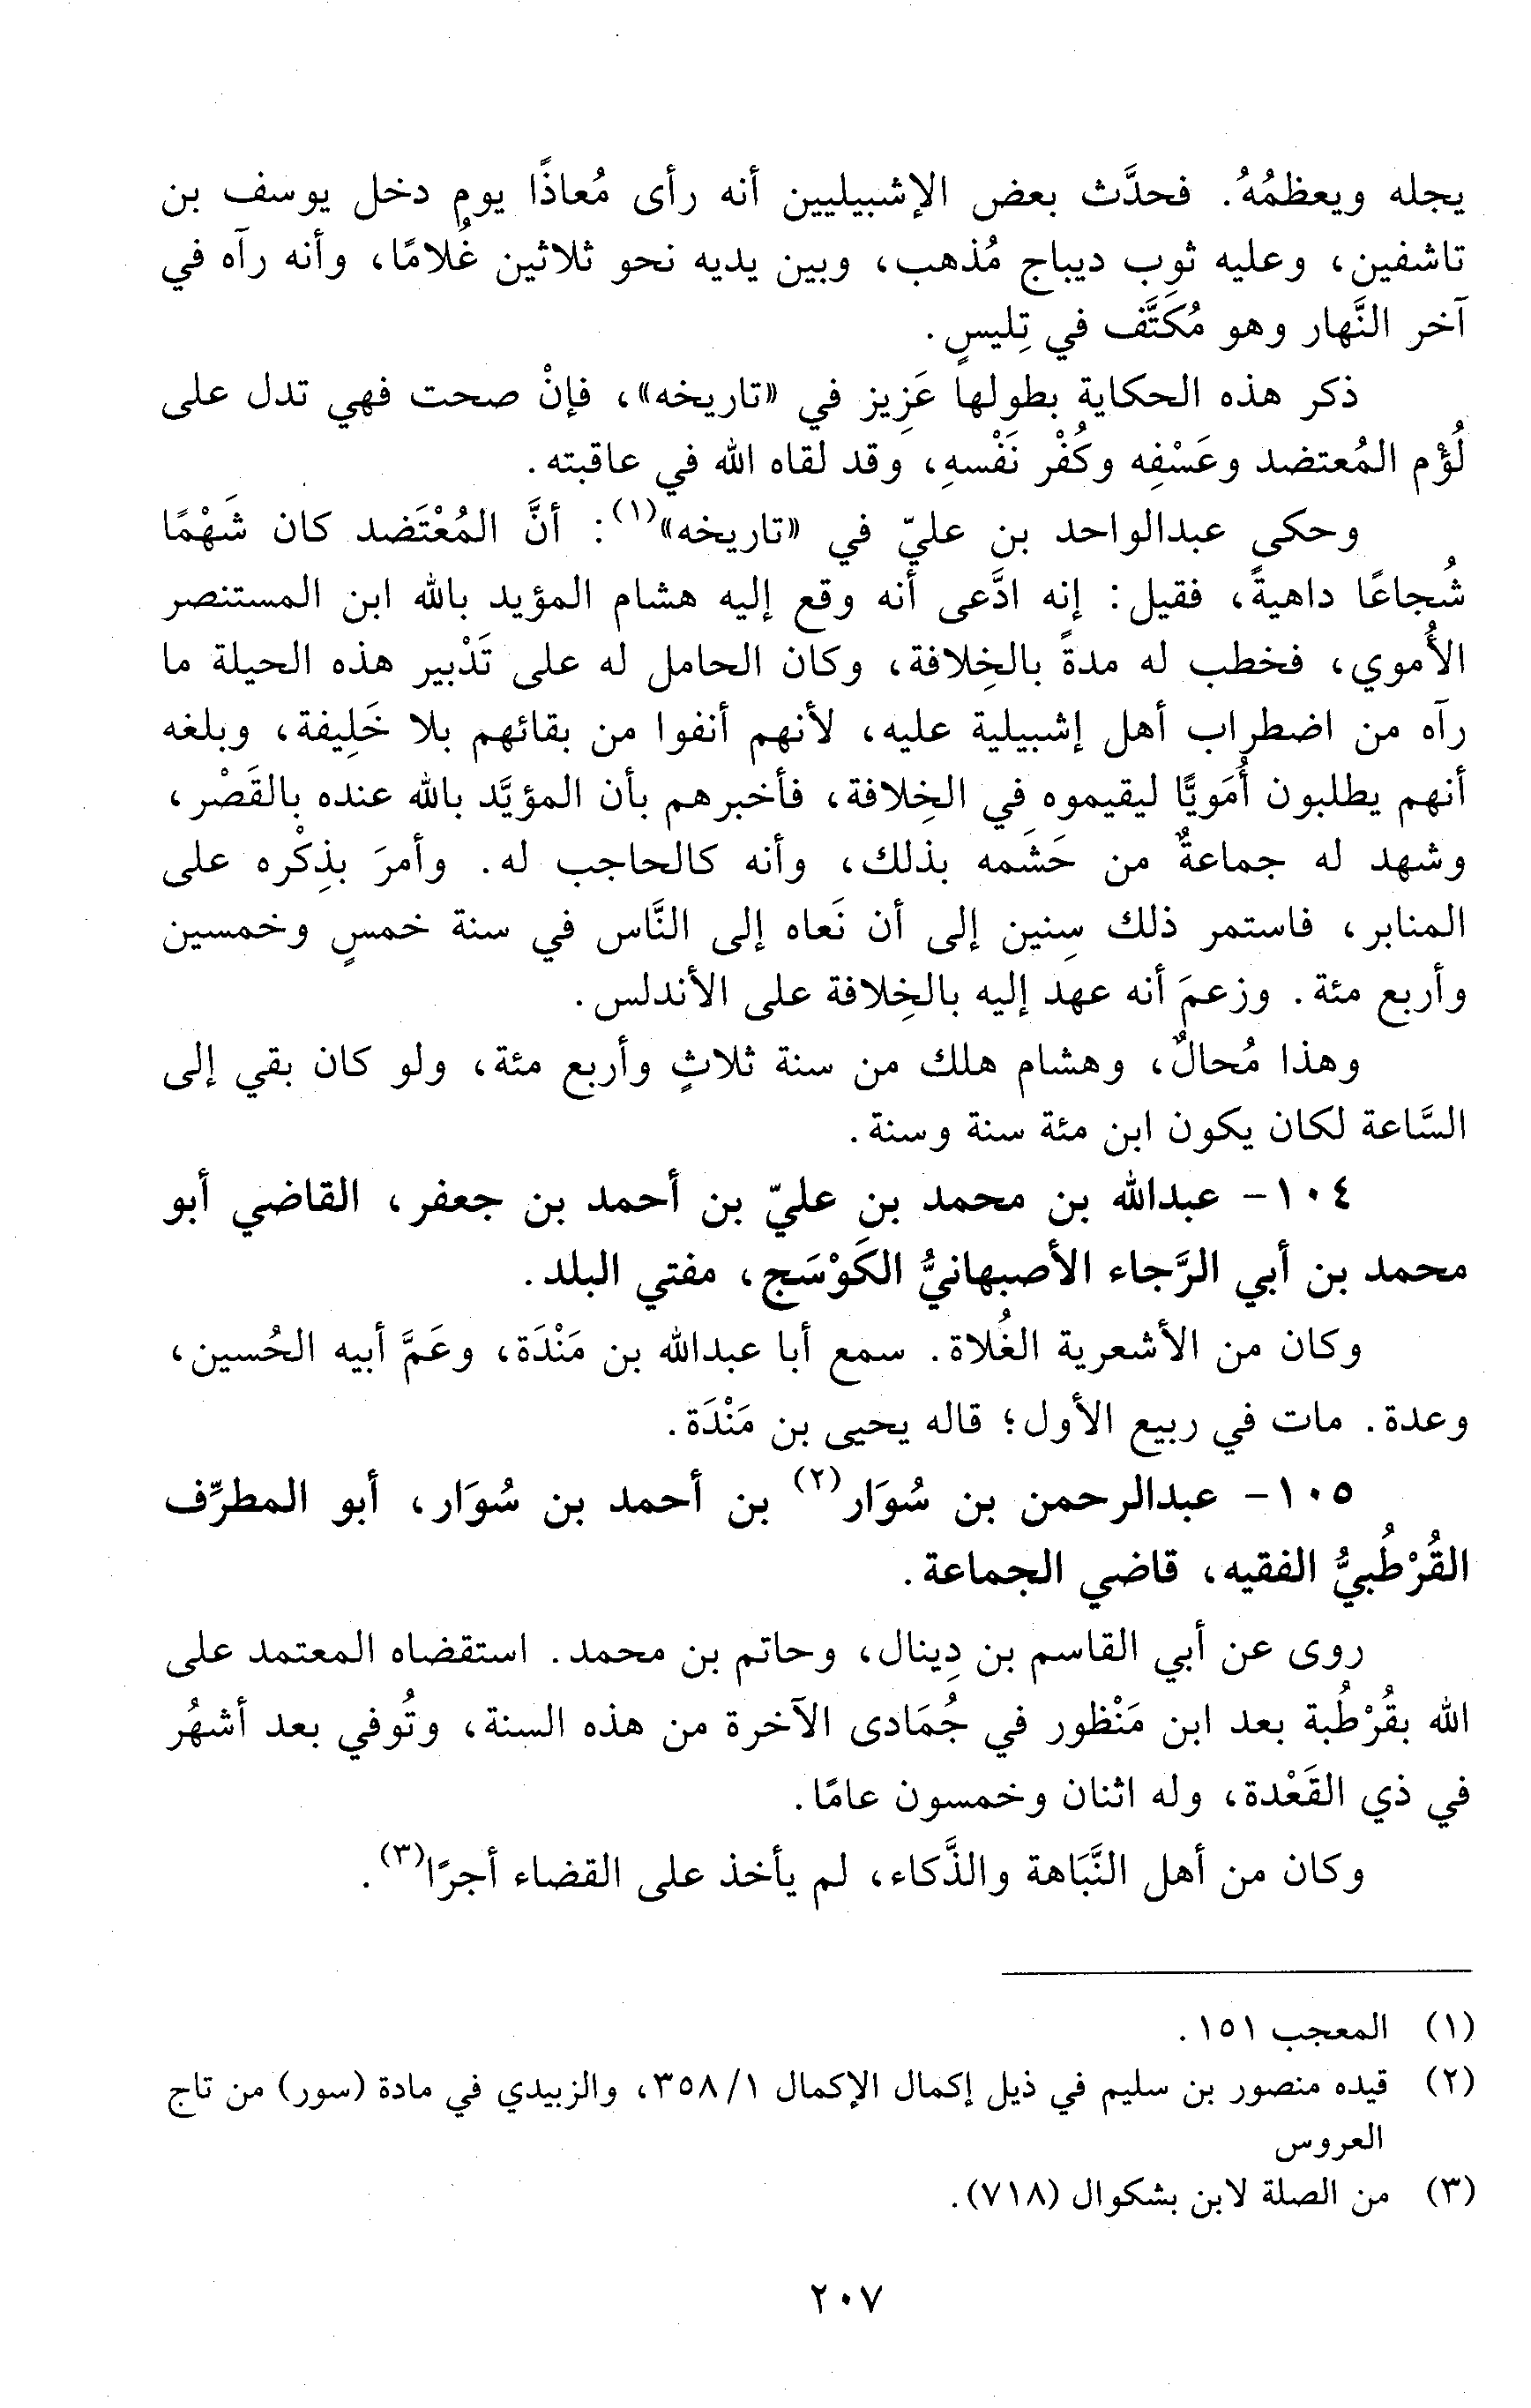 يجله ويعظمُهُ. فحدَّث بعض الإشبيليين أنه رأى مُعاذًا يوم دخل يوسف بن
تاشفين، وعليه ثوب ديباج مُذهب، وبين يديه نحو ثلاثين غُلامًا، وأنه رآه في
آخر النَّهار وهو مُكَتَّف في تِليسٍ.
ذكر هذه الحكاية بطولها عَزِيز في «تاريخه»، فإنْ صحت فهي تدل على
لُؤْم المُعتضد وعَسْفِه وكُفْر نَفْسهِ، وقد لقاه الله في عاقبته.
وحكى عبدالواحد بن عليّ في «تاريخه»(١): أنَّ المُعْتَضد كان شَهْمًا
شُجاعًا داهيةً، فقيل: إنه ادَّعى أنه وقع إليه هشام المؤيد بالله ابن المستنصر
الأُموي، فخطب له مدةً بالخِلافة، وكان الحامل له على تَدْبير هذه الحيلة ما
رآه من اضطراب أهل إشبيلية عليه، لأنهم أنفوا من بقائهم بلا خَلِيفة، وبلغه
أنهم يطلبون أُمَويًّا ليقيموه في الخِلافة، فأخبرهم بأن المؤيَّد بالله عنده بالقَصْر،
وشهد له جماعةٌ من حَشَمه بذلك، وأنه كالحاجب له. وأمرَ بذِكْره على
المنابر، فاستمر ذلك سِنين إلى أن نَعاه إلى النَّاس في سنة خمسٍ وخمسين
وأربع مئة. وزعمَ أنه عهد إليه بالخِلافة على الأندلس.
وهذا مُحالٌ، وهشام هلك من سنة ثلاثٍ وأربع مئة، ولو كان بقي إلى
السَّاعة لكان يكون ابن مئة سنة وسنة.
١٠٤- عبدالله بن محمد بن عليّ بن أحمد بن جعفر، القاضي أبو
محمد بن أبي الرَّجاء الأصبهانيُّ الكَوْسَج، مفتي البلد.
وكان من الأشعرية الغُلاة. سمع أبا عبدالله بن مَنْدَة، وعَمَّ أبيه الحُسين،
وعدة. مات في ربيع الأول؛ قاله يحيى بن مَنْدَة.
١٠٥- عبدالرحمن بن سُوَار(٢) بن أحمد بن سُوَار، أبو المطرِّف
القُرْطُبيُّ الفقيه، قاضي الجماعة.
روى عن أبي القاسم بن دِينال، وحاتم بن محمد. استقضاه المعتمد على
الله بقُرْطُبة بعد ابن مَنْظور في جُمَادى الآخرة من هذه السنة، وتُوفي بعد أشهُر
في ذي القَعْدة، وله اثنان وخمسون عامًا.
وكان من أهل النَّبَاهة والذَّكاء، لم يأخذ على القضاء أجرًا(٣).
(١) المعجب ١٥١.
(٢) قيده منصور بن سليم في ذيل إكمال الإكمال ١/ ٣٥٨، والزبيدي في مادة (سور) من تاج
العروس
(٣) من الصلة لابن بشكوال (٧١٨).
٢٠٧